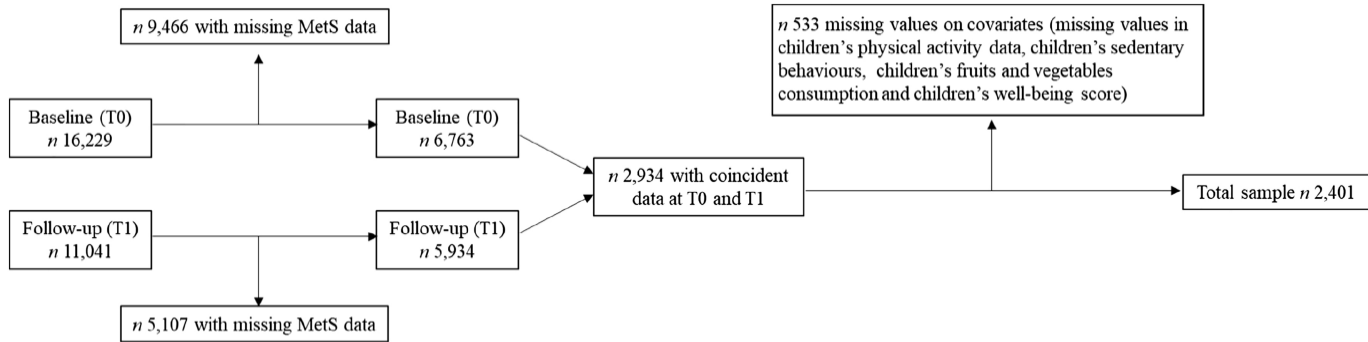 n 9,466 with missing MetS data
n 533 missing values on covariates (missing values in
children's physical activity data, children's sedentary
behaviours, children's fruits and vegetables
consumption and children's well-being score)
Baseline (T0)
n 16,229
Baseline (T0)
n 6,763
n 2,934 with coincident
data at T0 and T1
Total sample n 2,401
Follow-up (T1)
n 11,041
Follow-up (T1)
n 5,934
n 5,107 with missing MetS data